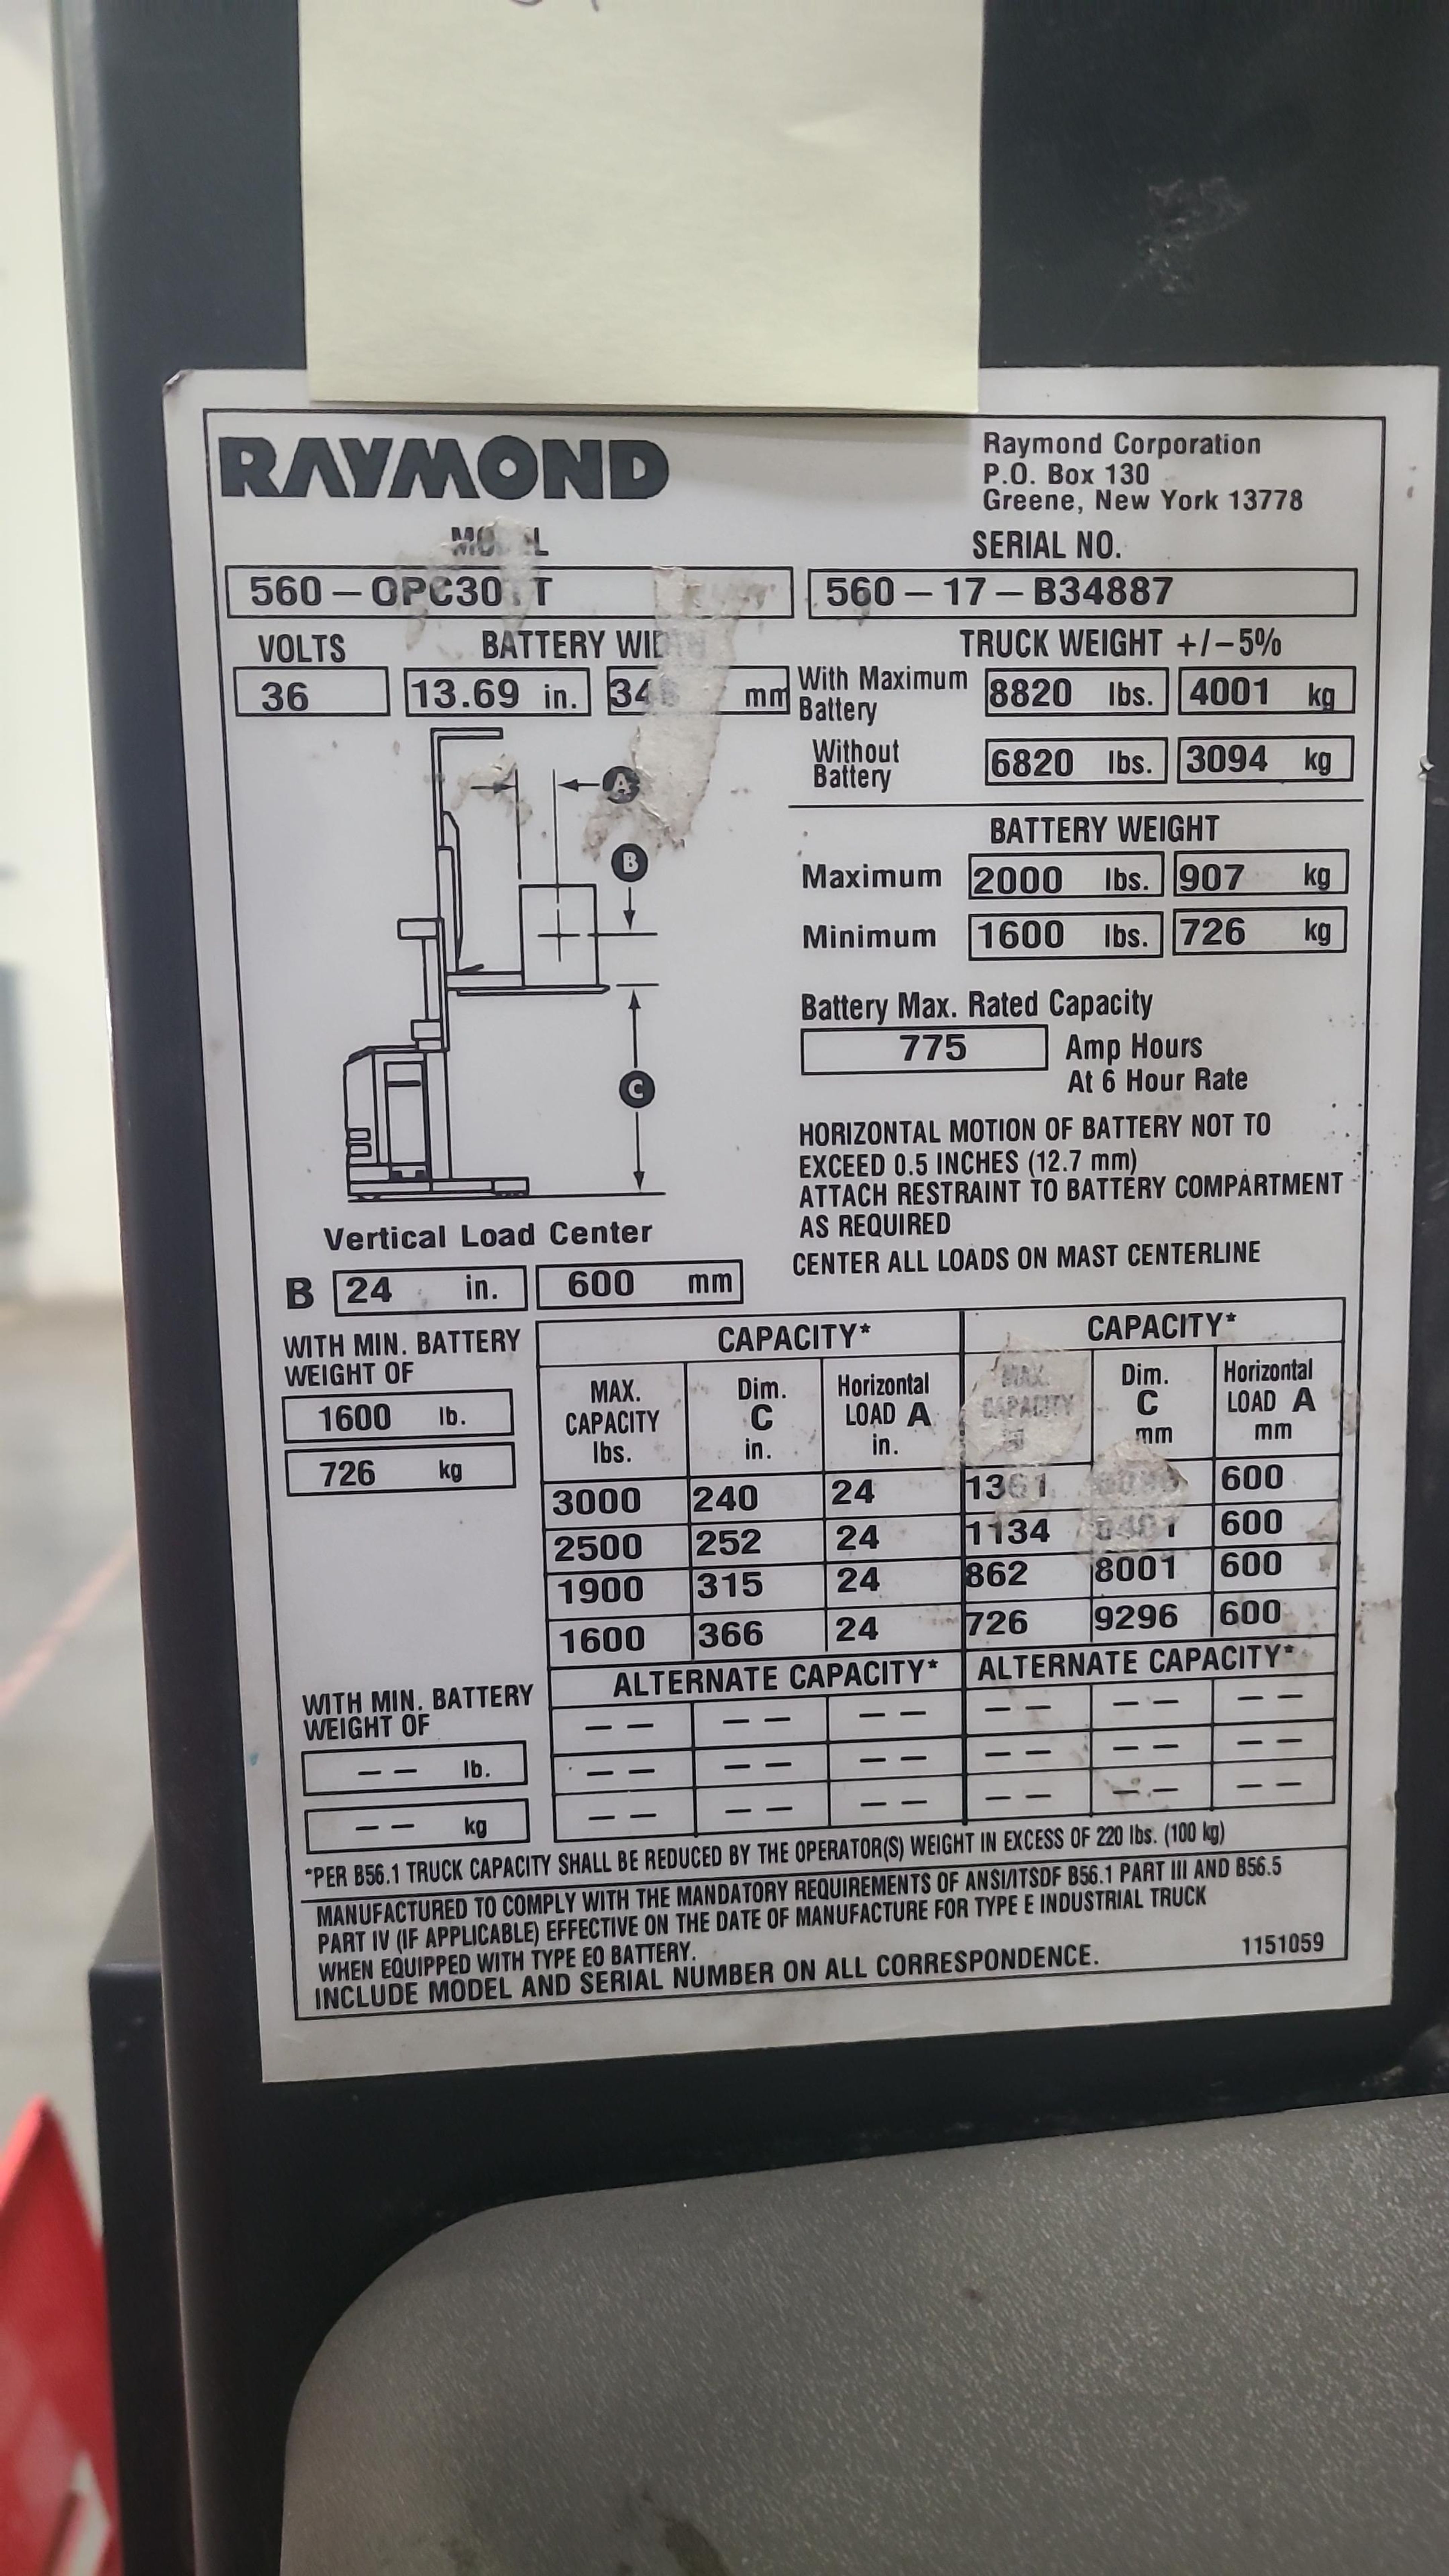 RAYMOND
Raymond Corporation
P.O. Box 130
Greene, New York 13778
MODEL
SERIAL NO.
560-17-B34887
VOLTS
BATTERY WIDTH
TRUCK WEIGHT +/-5%
36
13.69 in.
mm
With Maximum
Battery
8820 lbs.
4001 kg
Without
Battery
6820 lbs.
3094 kg
A
B
C
BATTERY WEIGHT
Maximum
2000 lbs.
907 kg
Minimum
1600 lbs.
726 kg
Battery Max. Rated Capacity
775
Amp Hours
At 6 Hour Rate
HORIZONTAL MOTION OF BATTERY NOT TO
EXCEED 0.5 INCHES (12.7 mm)
ATTACH RESTRAINT TO BATTERY COMPARTMENT
AS REQUIRED
CENTER ALL LOADS ON MAST CENTERLINE
Vertical Load Center
B 24 in. 600 mm
WITH MIN. BATTERY
WEIGHT OF
1600 lb.
726 kg
CAPACITY* CAPACITY*
MAX.
CAPACITY
lbs.
Dim.
C
in.
Horizontal
LOAD A
in.
MAX.
CAPACITY
Dim.
C
mm
Horizontal
LOAD A
mm
3000 240 24 1361 600
2500 252 24 1134 600
1900 315 24 862 8001 600
1600 366 24 726 9296 600
ALTERNATE CAPACITY* ALTERNATE CAPACITY*
-- -- -- -- -- --
-- -- -- -- -- --
-- -- -- -- -- --
WITH MIN. BATTERY
WEIGHT OF
-- lb.
-- kg
*PER B56.1 TRUCK CAPACITY SHALL BE REDUCED BY THE OPERATOR(S) WEIGHT IN EXCESS OF 220 lbs. (100 kg)
MANUFACTURED TO COMPLY WITH THE MANDATORY REQUIREMENTS OF ANSI/ITSDF B56.1 PART III AND B56.5
PART IV (IF APPLICABLE) EFFECTIVE ON THE DATE OF MANUFACTURE FOR TYPE E INDUSTRIAL TRUCK
WHEN EQUIPPED WITH TYPE EO BATTERY.
INCLUDE MODEL AND SERIAL NUMBER ON ALL CORRESPONDENCE.
1151059